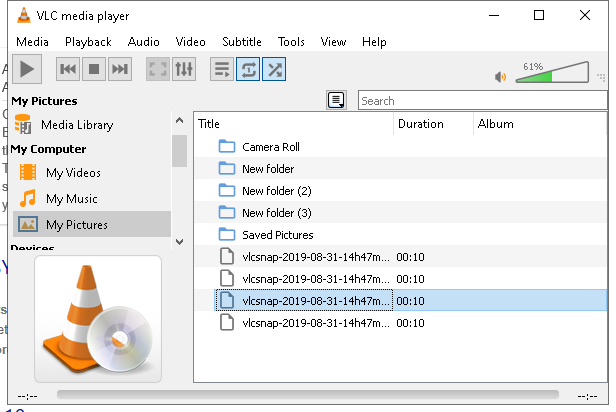 VLC media player
Media Playback Audio Video Subtitle Tools View Help
61%
My Pictures
Media Library
My Computer
My Videos
My Music
My Pictures
Devices
Search
Title Duration Album
Camera Roll
New folder
New folder (2)
New folder (3)
Saved Pictures
vlcsnap-2019-08-31-14h47m... 00:10
vlcsnap-2019-08-31-14h47m... 00:10
vlcsnap-2019-08-31-14h47m... 00:10
vlcsnap-2019-08-31-14h47m... 00:10
--:-- --:--